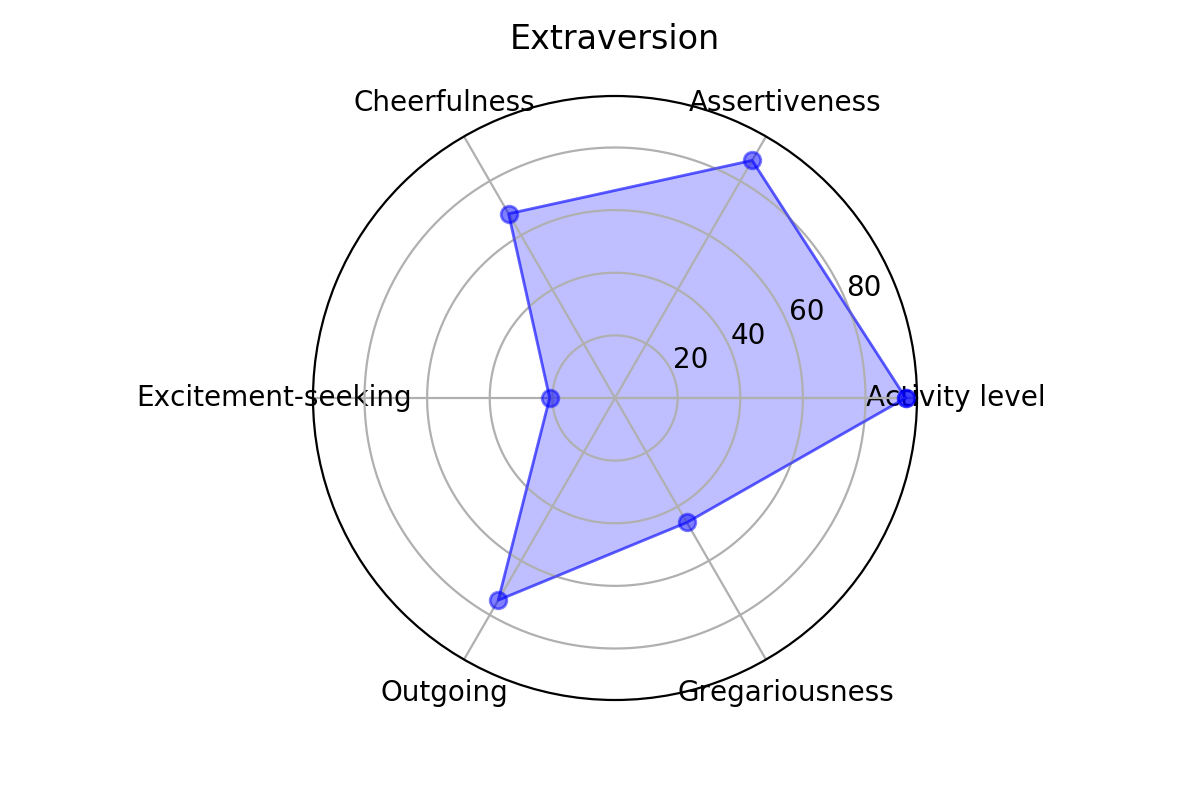 Extraversion
Cheerfulness
Assertiveness
80
60
40
20
Excitement-seeking
Activity level
Outgoing
Gregariousness